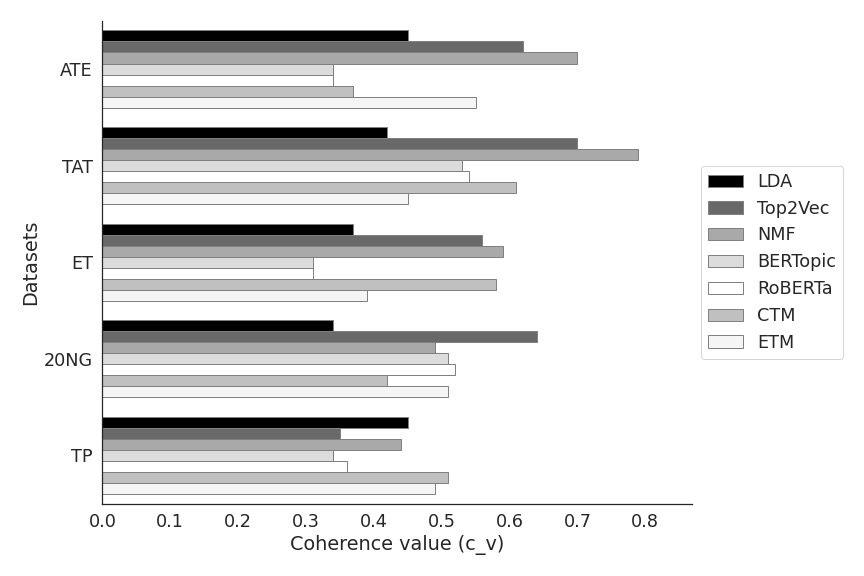 ATE
TAT
ET
20NG
TP
Datasets
0.0 0.1 0.2 0.3 0.4 0.5 0.6 0.7 0.8
Coherence value (c_v)
LDA
Top2Vec
NMF
BERTopic
RoBERTa
CTM
ETM